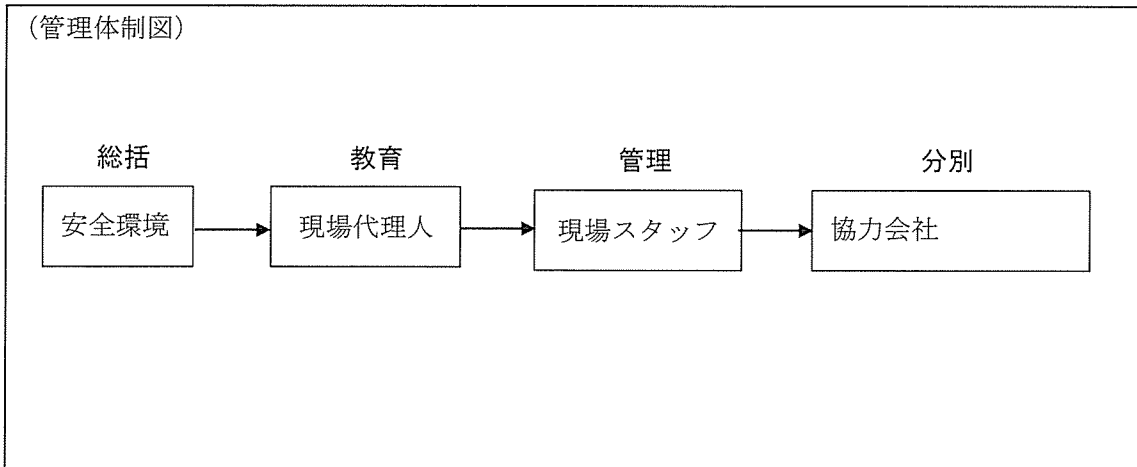 （管理体制図）
総括
教育
管理
分別
安全環境
現場代理人
現場スタッフ
協力会社